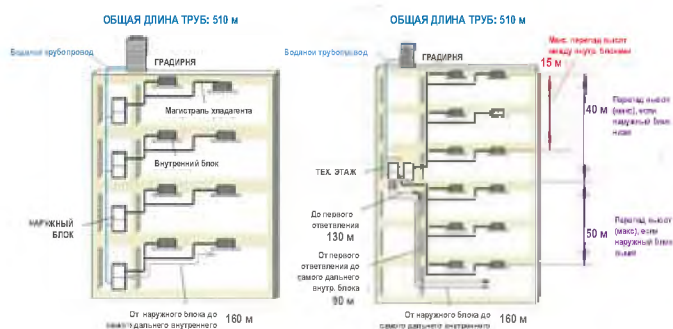 ОБЩАЯ ДЛИНА ТРУБ: 510 м
Водяной трубопровод
ГРАДИРНЯ
Магистраль хладагента
Внутренний блок
НАРУЖНЫЙ
БЛОК
От наружного блока до
самого дальнего внутреннего
160 м
ОБЩАЯ ДЛИНА ТРУБ: 510 м
Водяной трубопровод
ГРАДИРНЯ
Макс. перепад высот
между внутр. блоками
15 м
40 м
Перепад высот
(макс), если
наружный блок
ниже
ТЕХ. ЭТАЖ
До первого
ответвления
130 м
От первого
ответвления до
самого дальнего
внутр. блока
90 м
50 м
Перепад высот
(макс), если
наружный блок
выше
От наружного блока до
самого дальнего внутреннего
160 м